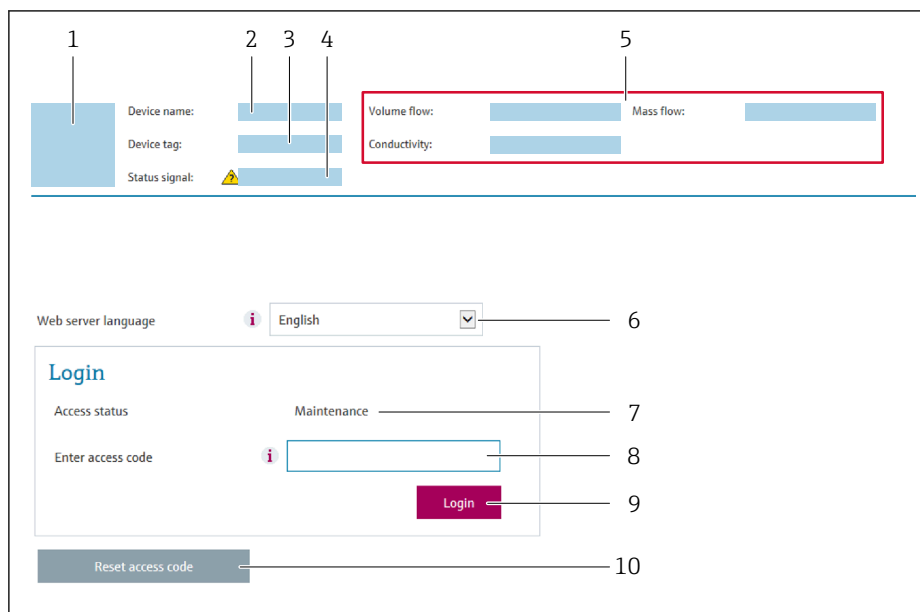 1 2 3 4 5
Device name: Volume flow: Mass flow:
Device tag: Conductivity:
Status signal: ?
Web server language i English 6
Login
Access status Maintenance 7
Enter access code i 8
Login 9
Reset access code 10